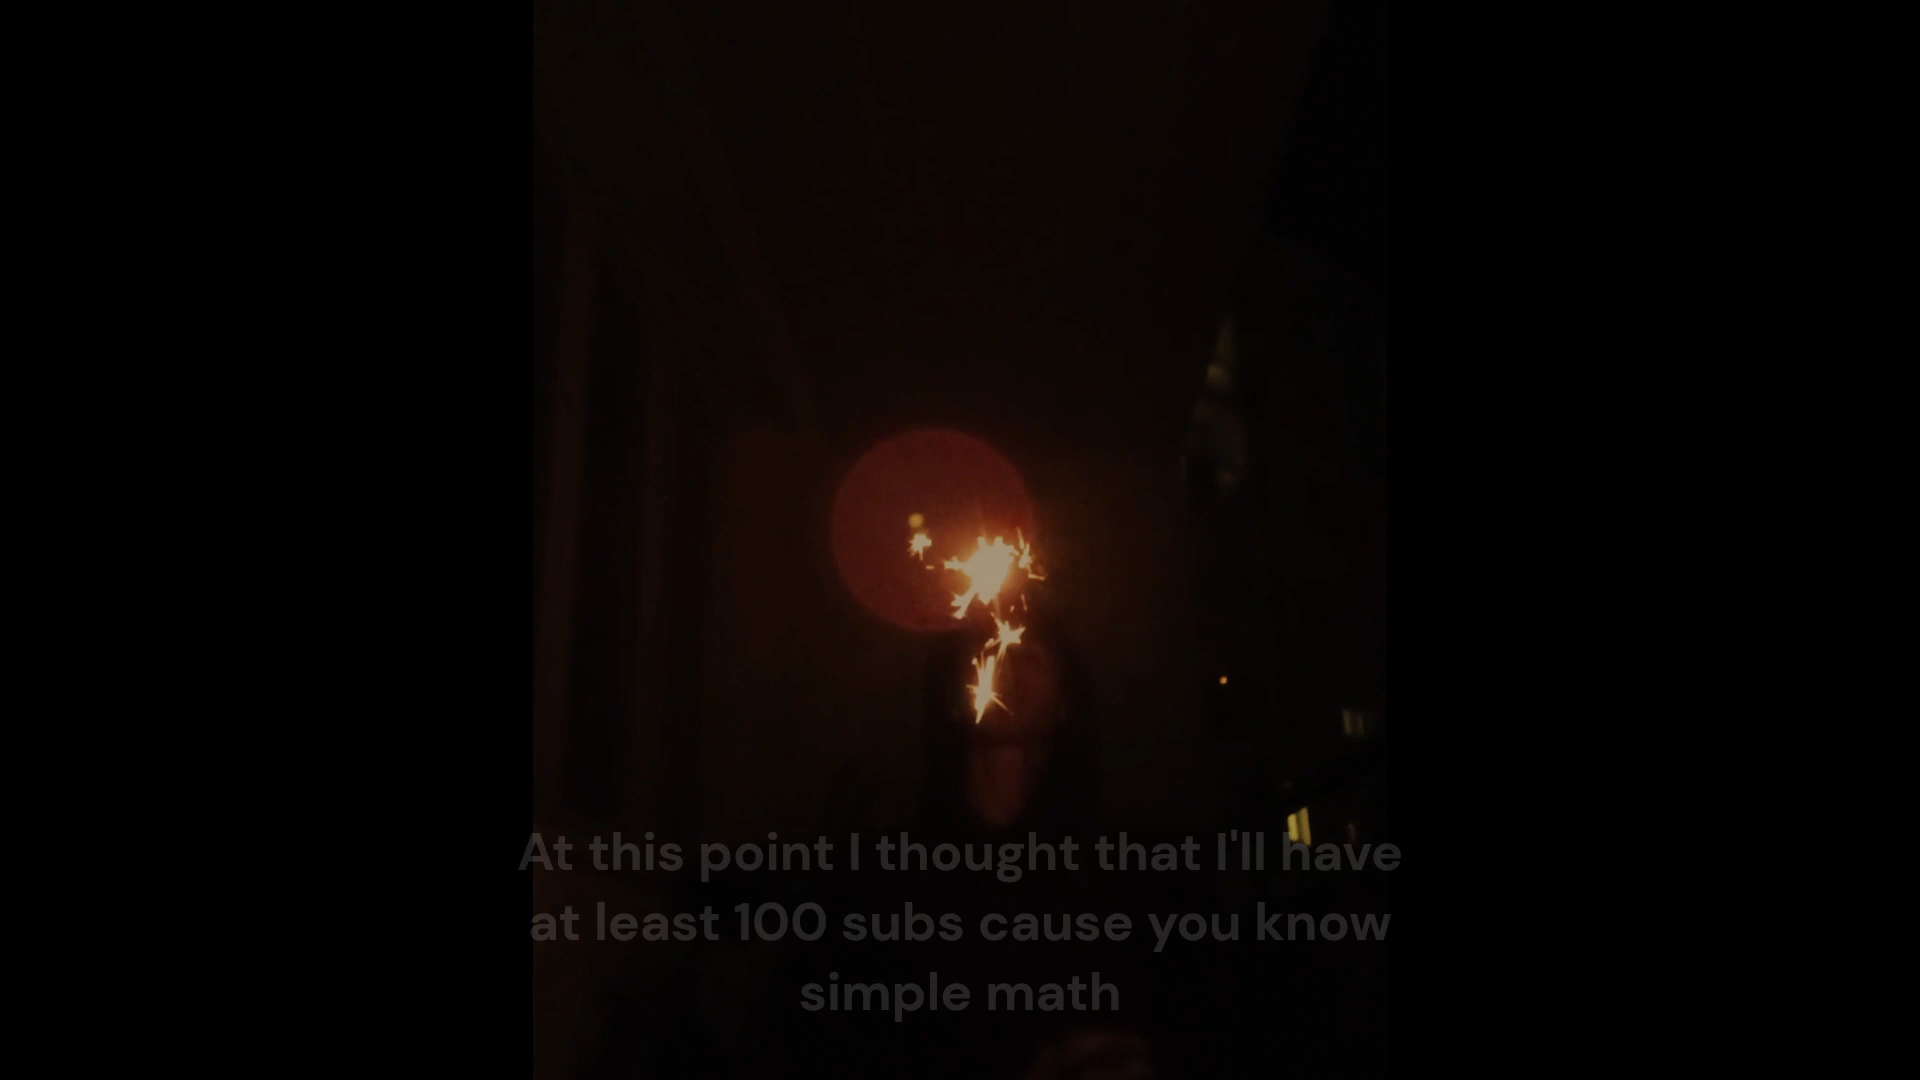 At this point I thought that I'll have
at least 100 subs cause you know
simple math